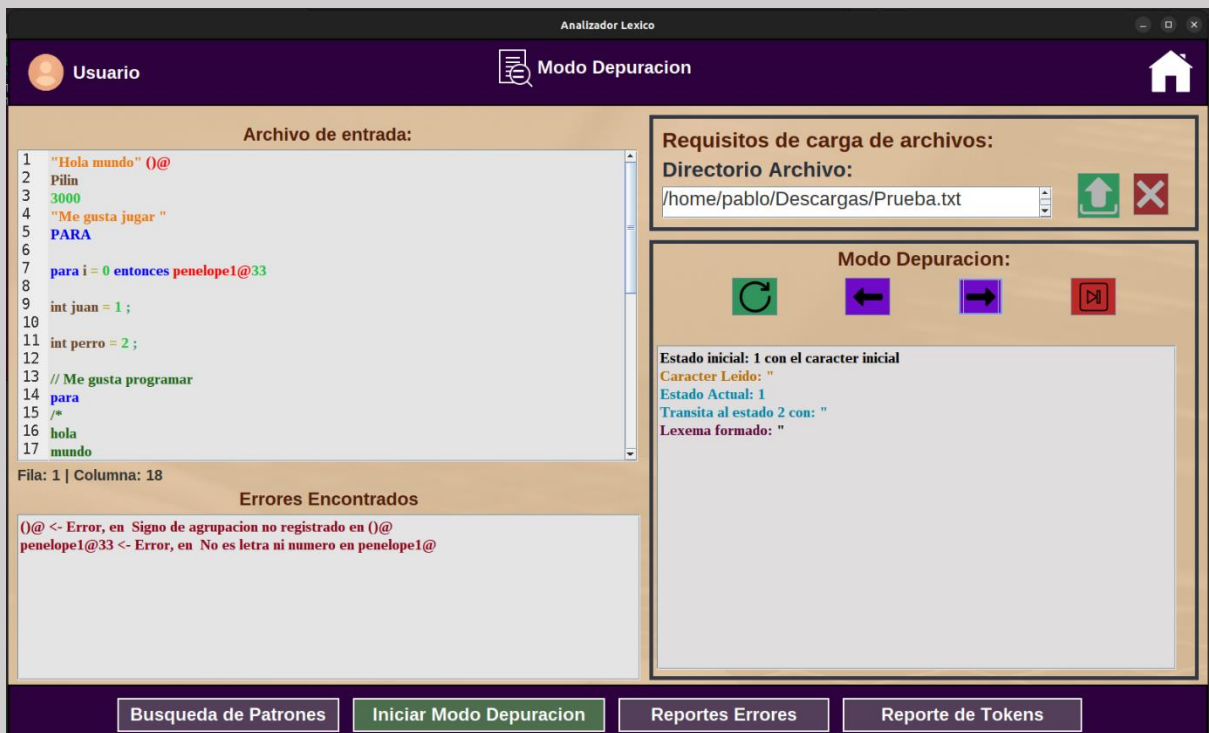 Analizador Lexico
Usuario
Modo Depuracion
Archivo de entrada:
1 "Hola mundo" ()@
2 Pilin
3 3000
4 "Me gusta jugar "
5 PARA
6
7 para i = 0 entonces penelope1@33
8
9 int juan = 1 ;
10
11 int perro = 2 ;
12
13 // Me gusta programar
14 para
15 /*
16 hola
17 mundo
Fila: 1 | Columna: 18
Errores Encontrados
()@ <- Error, en  Signo de agrupacion no registrado en ()@
penelope1@33 <- Error, en  No es letra ni numero en penelope1@
Requisitos de carga de archivos:
Directorio Archivo:
/home/pablo/Descargas/Prueba.txt
Modo Depuracion:
Estado inicial: 1 con el caracter inicial
Caracter Leido: "
Estado Actual: 1
Transita al estado 2 con: "
Lexema formado: "
Busqueda de Patrones
Iniciar Modo Depuracion
Reportes Errores
Reporte de Tokens